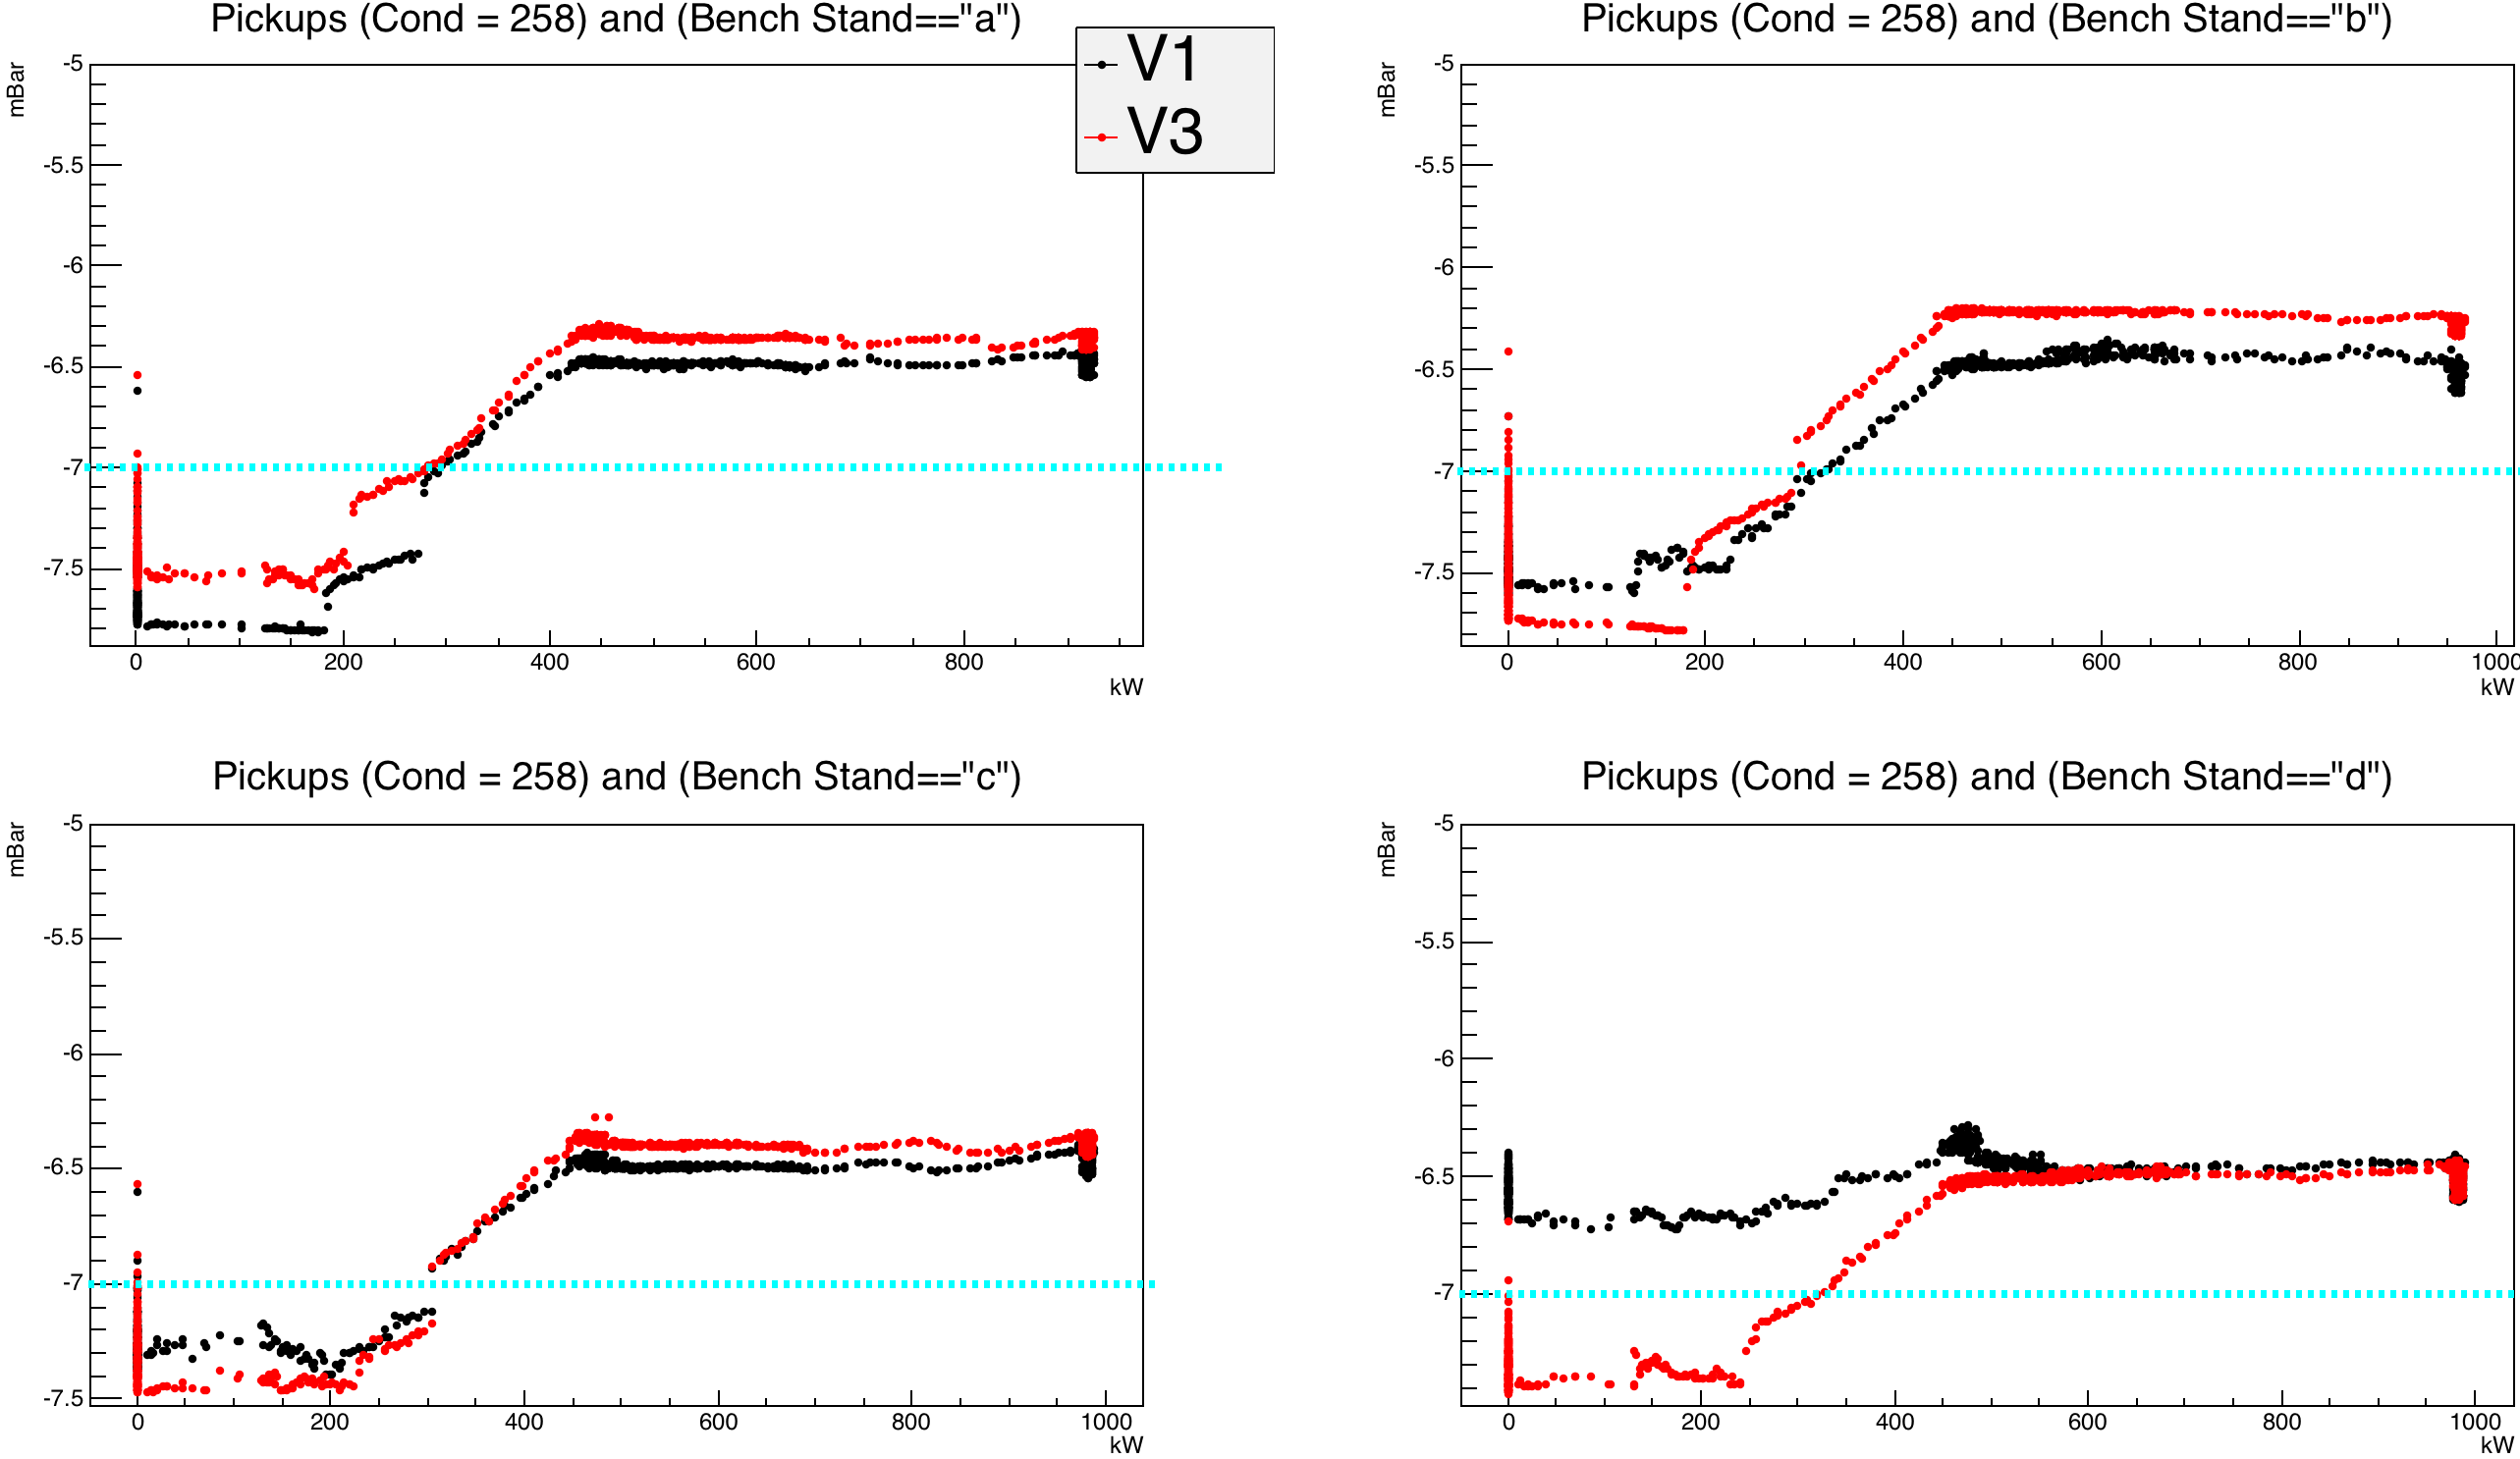 Pickups (Cond = 258) and (Bench Stand=="a")
mBar
-5
-5.5
-6
-6.5
-7
-7.5
0 200 400 600 800
kW
V1
V3
Pickups (Cond = 258) and (Bench Stand=="b")
mBar
-5
-5.5
-6
-6.5
-7
-7.5
0 200 400 600 800 1000
kW
Pickups (Cond = 258) and (Bench Stand=="c")
mBar
-5
-5.5
-6
-6.5
-7
-7.5
0 200 400 600 800 1000
kW
Pickups (Cond = 258) and (Bench Stand=="d")
mBar
-5
-5.5
-6
-6.5
-7
0 200 400 600 800 1000
kW